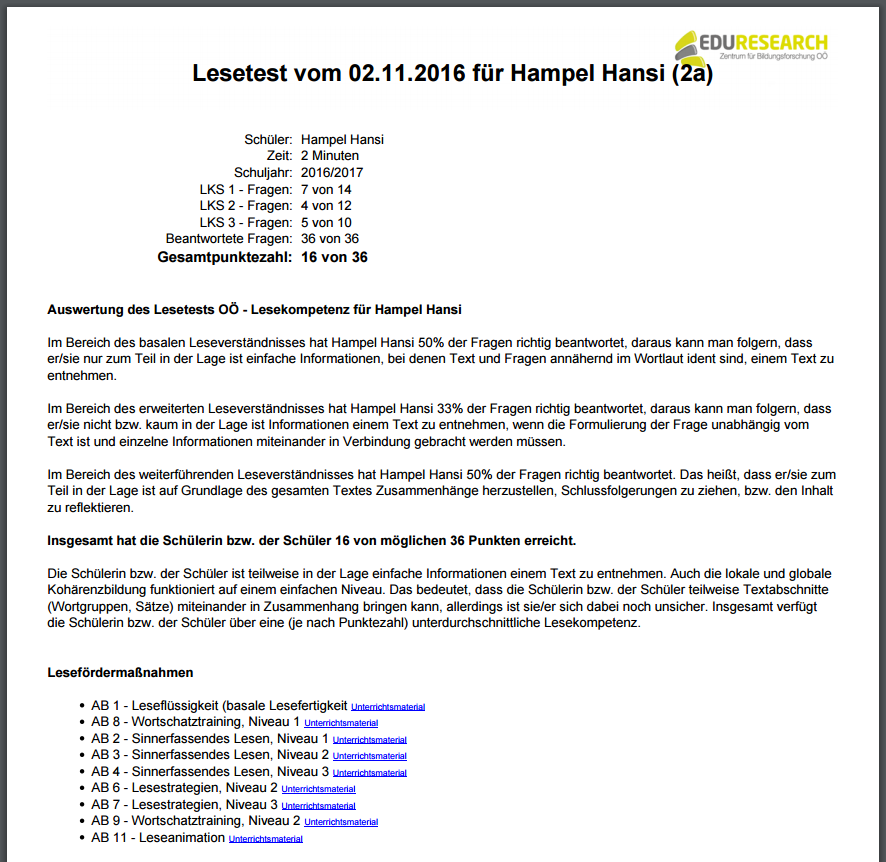 EDURESEARCH
Zentrum für Bildungsforschung OÖ
Lesetest vom 02.11.2016 für Hampel Hansi (2a)
Schüler: Hampel Hansi
Zeit: 2 Minuten
Schuljahr: 2016/2017
LKS 1 - Fragen: 7 von 14
LKS 2 - Fragen: 4 von 12
LKS 3 - Fragen: 5 von 10
Beantwortete Fragen: 36 von 36
Gesamtpunktezahl: 16 von 36
Auswertung des Lesetests OÖ - Lesekompetenz für Hampel Hansi
Im Bereich des basalen Leseverständnisses hat Hampel Hansi 50% der Fragen richtig beantwortet, daraus kann man folgern, dass
er/sie nur zum Teil in der Lage ist einfache Informationen, bei denen Text und Fragen annähernd im Wortlaut ident sind, einem Text zu
entnehmen.
Im Bereich des erweiterten Leseverständnisses hat Hampel Hansi 33% der Fragen richtig beantwortet, daraus kann man folgern, dass
er/sie nicht bzw. kaum in der Lage ist Informationen einem Text zu entnehmen, wenn die Formulierung der Frage unabhängig vom
Text ist und einzelne Informationen miteinander in Verbindung gebracht werden müssen.
Im Bereich des weiterführenden Leseverständnisses hat Hampel Hansi 50% der Fragen richtig beantwortet. Das heißt, dass er/sie zum
Teil in der Lage ist auf Grundlage des gesamten Textes Zusammenhänge herzustellen, Schlussfolgerungen zu ziehen, bzw. den Inhalt
zu reflektieren.
Insgesamt hat die Schülerin bzw. der Schüler 16 von möglichen 36 Punkten erreicht.
Die Schülerin bzw. der Schüler ist teilweise in der Lage einfache Informationen einem Text zu entnehmen. Auch die lokale und globale
Kohärenzbildung funktioniert auf einem einfachen Niveau. Das bedeutet, dass die Schülerin bzw. der Schüler teilweise Textabschnitte
(Wortgruppen, Sätze) miteinander in Zusammenhang bringen kann, allerdings ist sie/er sich dabei noch unsicher. Insgesamt verfügt
die Schülerin bzw. der Schüler über eine (je nach Punktezahl) unterdurchschnittliche Lesekompetenz.
Lesefördermaßnahmen
• AB 1 - Leseflüssigkeit (basale Lesefertigkeit Unterrichtsmaterial
• AB 8 - Wortschatztraining, Niveau 1 Unterrichtsmaterial
• AB 2 - Sinnerfassendes Lesen, Niveau 1 Unterrichtsmaterial
• AB 3 - Sinnerfassendes Lesen, Niveau 2 Unterrichtsmaterial
• AB 4 - Sinnerfassendes Lesen, Niveau 3 Unterrichtsmaterial
• AB 6 - Lesestrategien, Niveau 2 Unterrichtsmaterial
• AB 7 - Lesestrategien, Niveau 3 Unterrichtsmaterial
• AB 9 - Wortschatztraining, Niveau 2 Unterrichtsmaterial
• AB 11 - Leseanimation Unterrichtsmaterial